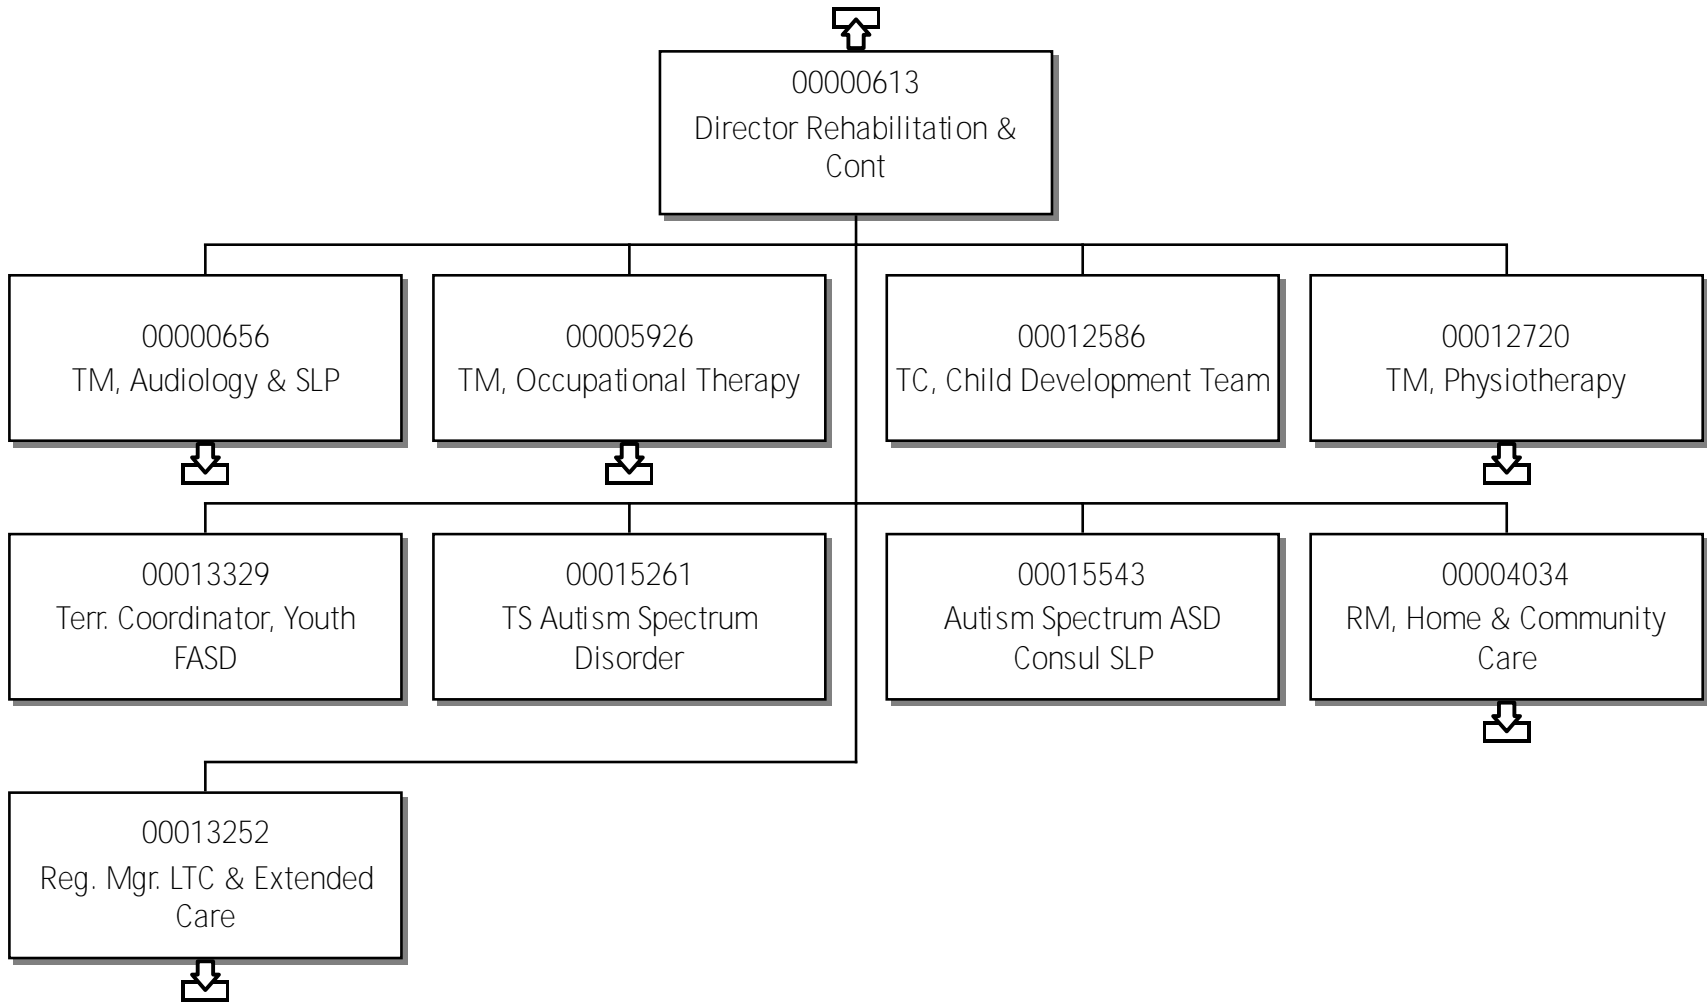 00000613
Director Rehabilitation &
Cont
00000656
TM, Audiology & SLP
00005926
TM, Occupational Therapy
00012586
TC, Child Development Team
00012720
TM, Physiotherapy
00013329
Terr. Coordinator, Youth
FASD
00015261
TS Autism Spectrum
Disorder
00015543
Autism Spectrum ASD
Consul SLP
00004034
RM, Home & Community
Care
00013252
Reg. Mgr. LTC & Extended
Care